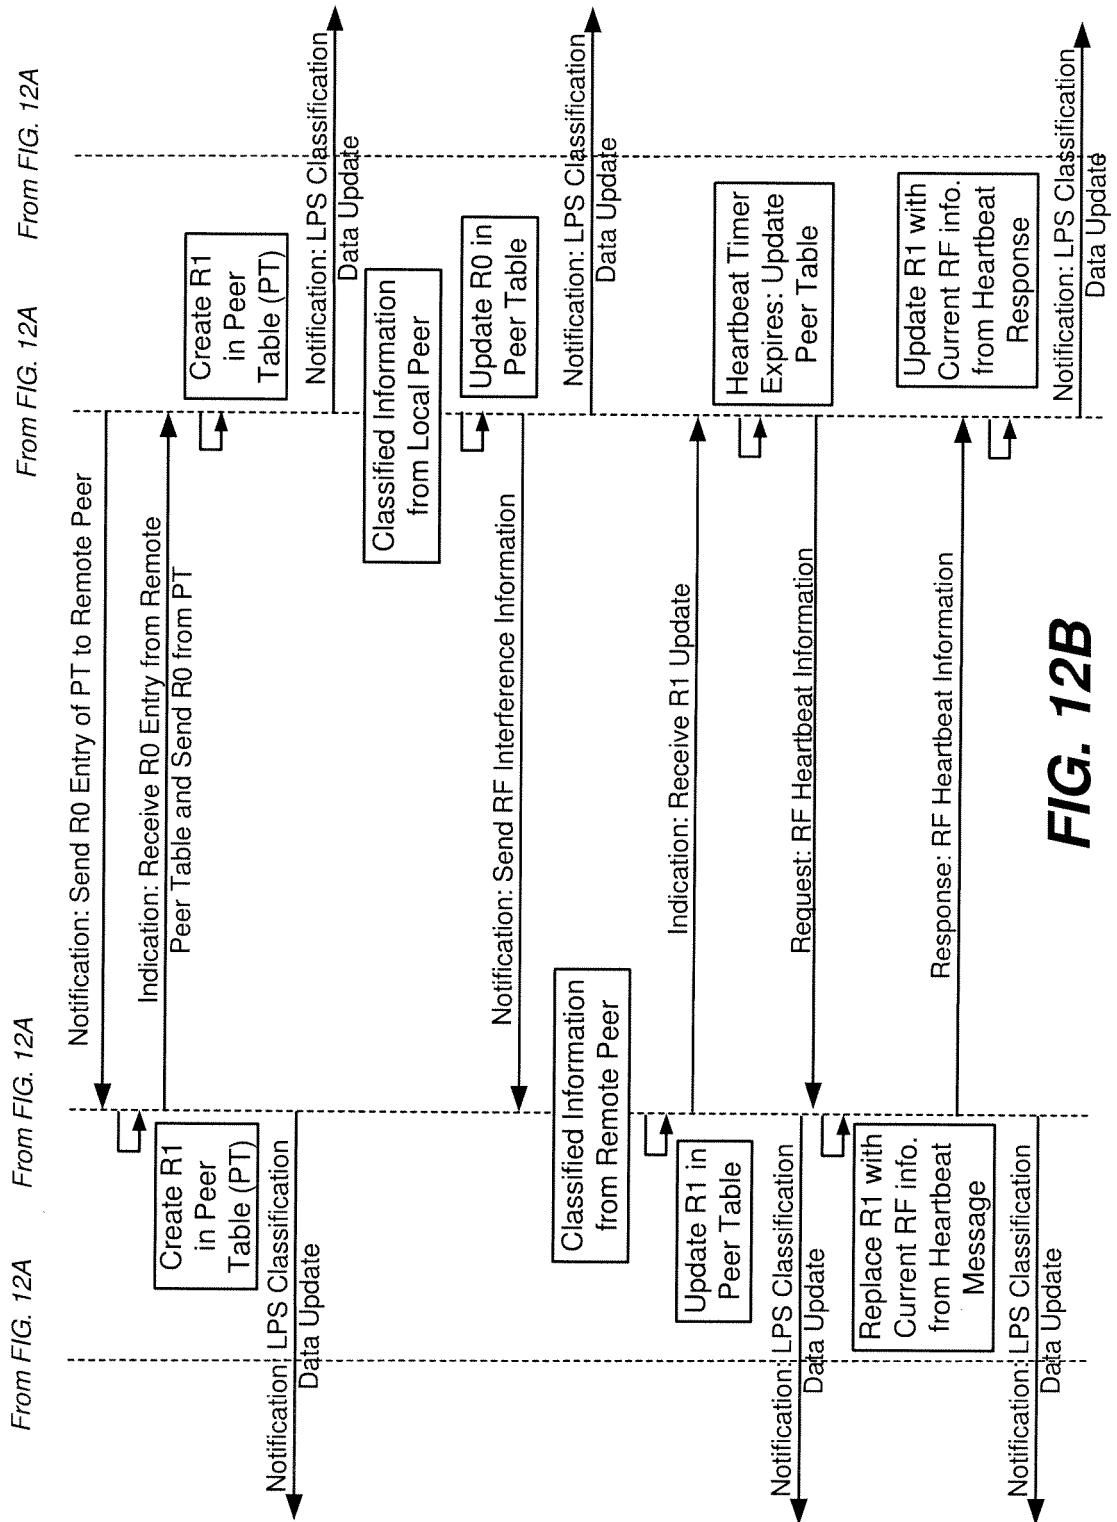 From FIG. 12A
From FIG. 12A
From FIG. 12A
From FIG. 12A
Notification: Send R0 Entry of PT to Remote Peer
Indication: Receive R0 Entry from Remote
Peer Table and Send R0 from PT
Create R1
in Peer
Table (PT)
Create R1
in Peer
Table (PT)
Notification LPS Classification
Data Update
Notification: LPS Classification
Data Update
Classified Information
from Local Peer
Update R0 in
Peer Table
Notification: Send RF Interference Information
Notification: LPS Classification
Data Update
Classified Information
from Remote Peer
Update R1 in
Peer Table
Indication: Receive R1 Update
Heartbeat Timer
Expires: Update
Peer Table
Notification: LPS Classification
Data Update
Request: RF Heartbeat Information
Replace R1 with
Current RF info.
from Heartbeat
Message
Response: RF Heartbeat Information
Update R1 with
Current RF info.
from Heartbeat
Response
Notification: LPS Classification
Data Update
Notification: LPS Classification
Data Update
FIG. 12B